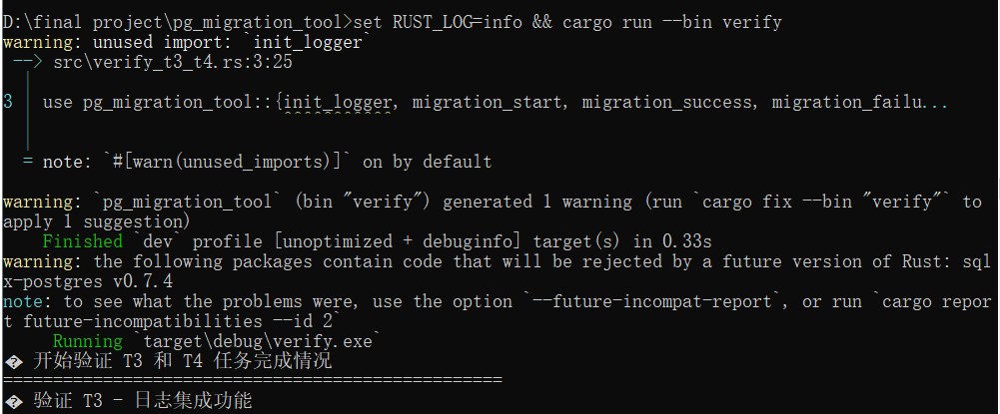 D:\final project\pg_migration_tool>set RUST_LOG=info && cargo run --bin verify
warning: unused import: `init_logger`
 --> src\verify_t3_t4.rs:3:25
  |
3 | use pg_migration_tool::{init_logger, migration_start, migration_success, migration_failu...
  |                         ^^^^^^^^^^^
  |
  = note: `#[warn(unused_imports)]` on by default

warning: `pg_migration_tool` (bin "verify") generated 1 warning (run `cargo fix --bin "verify"` to
apply 1 suggestion)
    Finished `dev` profile [unoptimized + debuginfo] target(s) in 0.33s
warning: the following packages contain code that will be rejected by a future version of Rust: sql
x-postgres v0.7.4
note: to see what the problems were, use the option `--future-incompat-report`, or run `cargo repor
t future-incompatibilities --id 2`
     Running `target\debug\verify.exe`
� 开始验证 T3 和 T4 任务完成情况
==================================================
� 验证 T3 - 日志集成功能